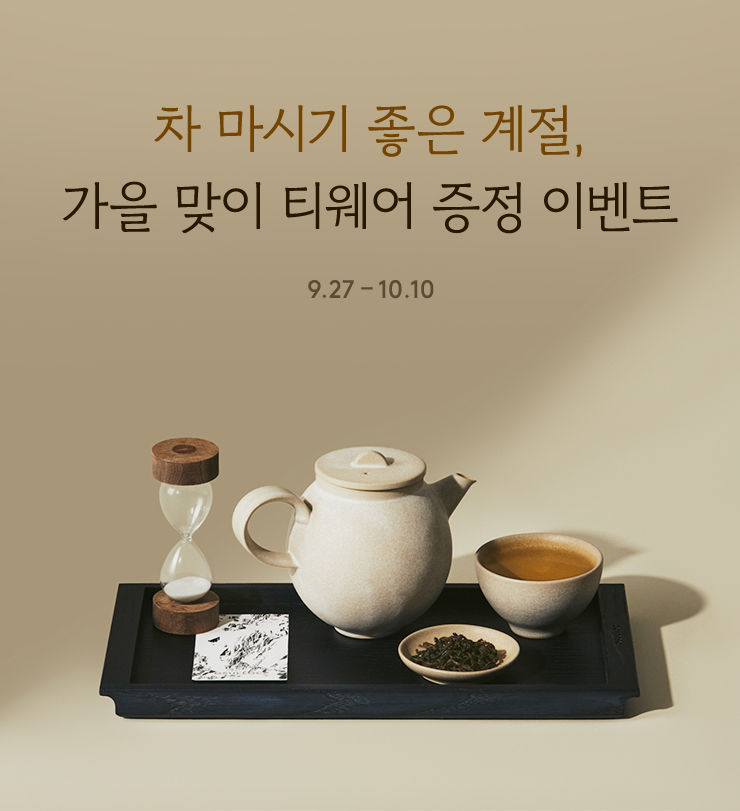 차 마시기 좋은 계절,
가을 맞이 티웨어 증정 이벤트
9.27 – 10.10